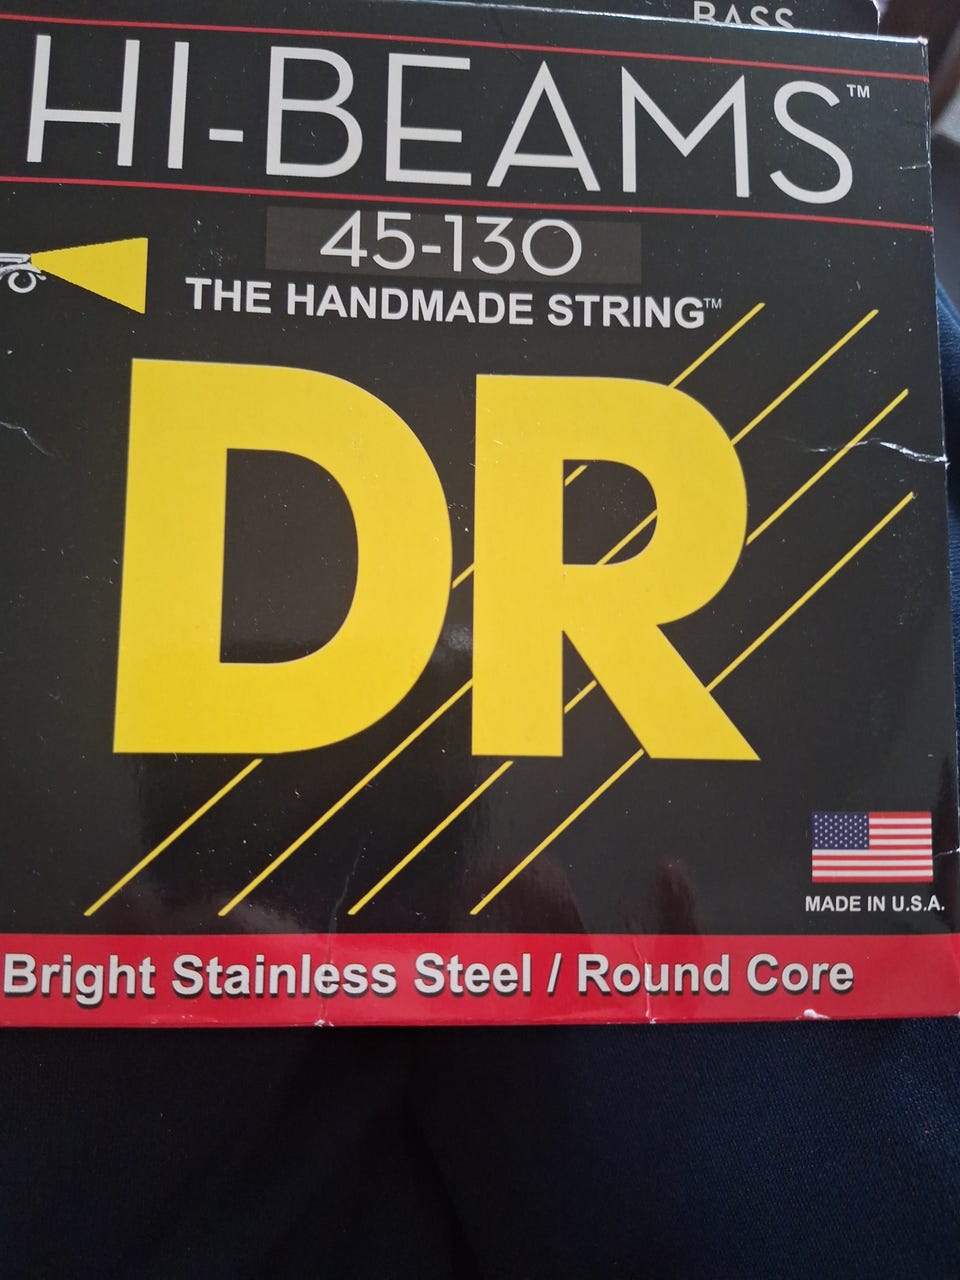 BASS
HI-BEAMS™
45-130
THE HANDMADE STRING™
DR
MADE IN U.S.A.
Bright Stainless Steel / Round Core